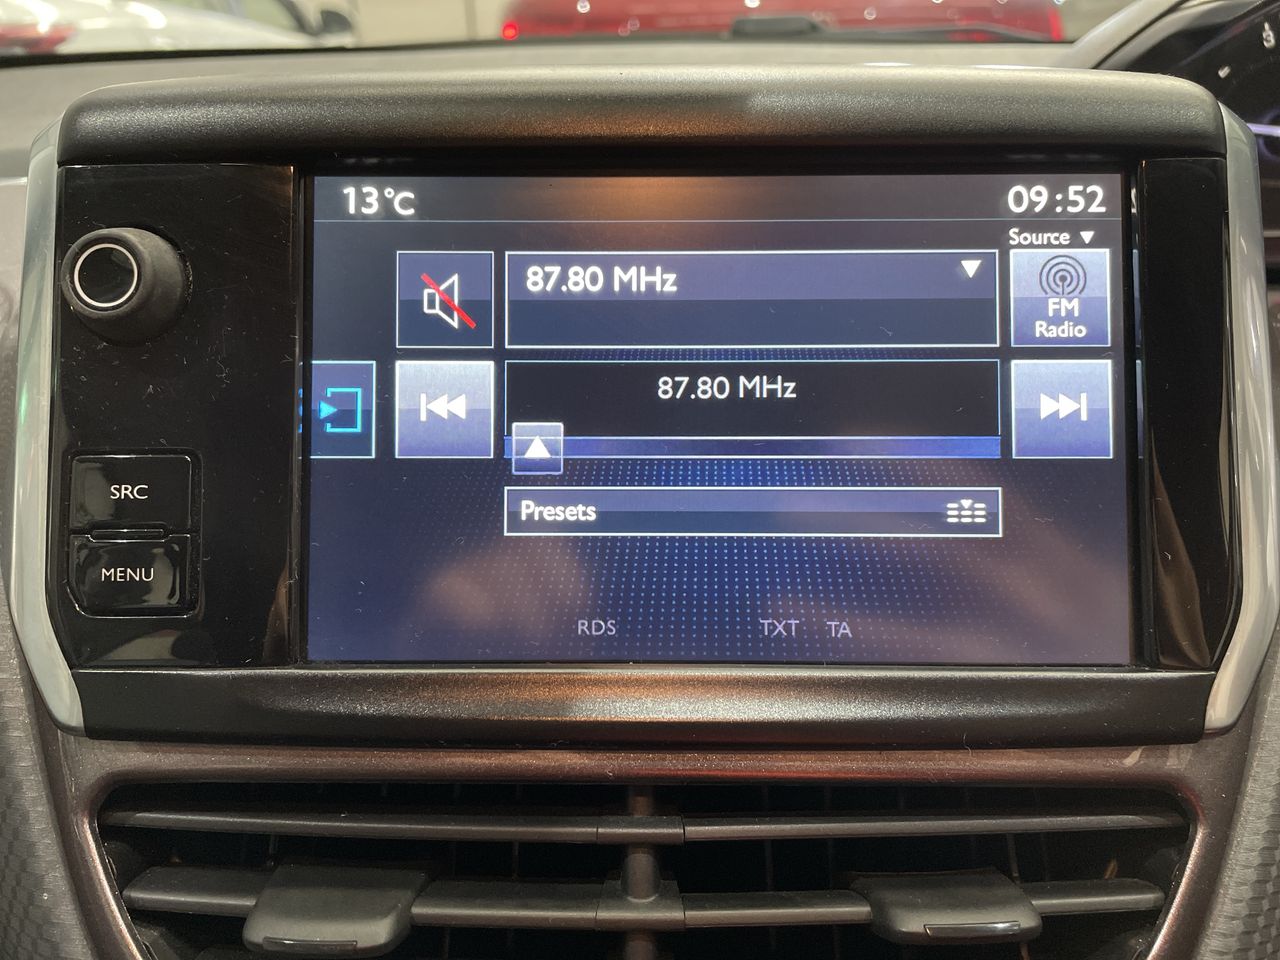 13°C
09:52
Source
87.80 MHz
FM
Radio
87.80 MHz
SRC
Presets
MENU
RDS TXT TA